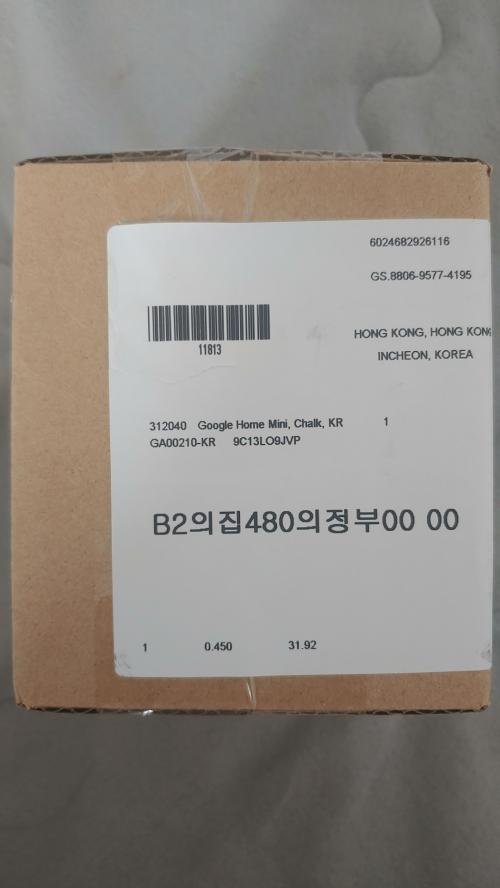 6024682926116
GS.8806-9577-4195
11813
HONG KONG, HONG KONG
INCHEON, KOREA
312040 Google Home Mini, Chalk, KR 1
GA00210-KR 9C13LO9JVP
B2의집480의정부00 00
1 0.450 31.92